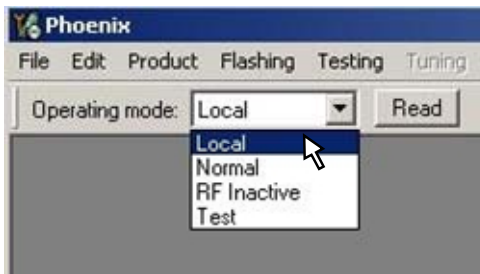 Phoenix
File Edit Product Flashing Testing Tuning
Operating mode: Local Read
Local
Normal
RF Inactive
Test